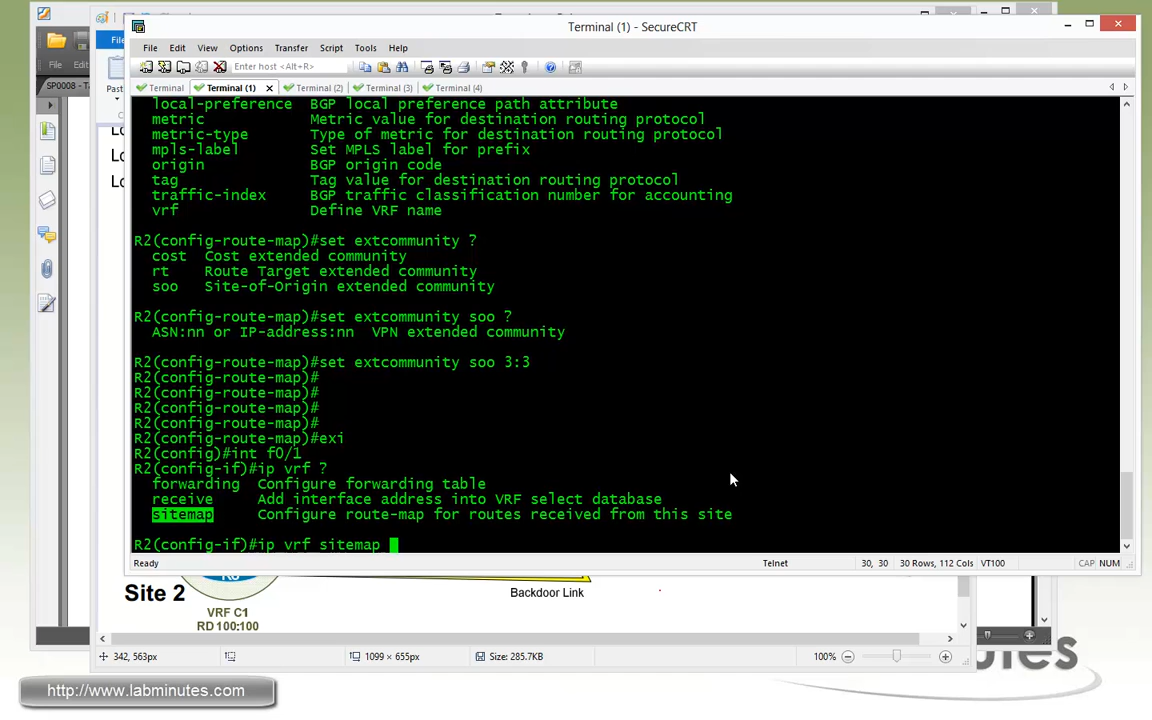 Terminal (1) - SecureCRT
File Edit View Options Transfer Script Tools Help
Enter host <Alt+R>
Terminal Terminal (1) Terminal (2) Terminal (3) Terminal (4)
File Edi
SP0008 - T
File
Past
Lo
Lo
local-preference BGP local preference path attribute
metric Metric value for destination routing protocol
metric-type Type of metric for destination routing protocol
mpls-label Set MPLS label for prefix
origin BGP origin code
tag Tag value for destination routing protocol
traffic-index BGP traffic classification number for accounting
vrf Define VRF name
R2(config-route-map)#set extcommunity ?
cost Cost extended community
rt Route Target extended community
soo Site-of-Origin extended community
R2(config-route-map)#set extcommunity soo ?
ASN:nn or IP-address:nn VPN extended community
R2(config-route-map)#set extcommunity soo 3:3
R2(config-route-map)#
R2(config-route-map)#
R2(config-route-map)#
R2(config-route-map)#
R2(config-route-map)#exi
R2(config)#int f0/1
R2(config-if)#ip vrf ?
forwarding Configure forwarding table
receive Add interface address into VRF select database
sitemap Configure route-map for routes received from this site
R2(config-if)#ip vrf sitemap
Ready Telnet 30, 30 30 Rows, 112 Cols VT100 CAP NUM
Site 2
VRF C1
RD 100:100
Backdoor Link
342, 563px 1099 × 655px Size: 285.7KB 100%
http://www.labminutes.com